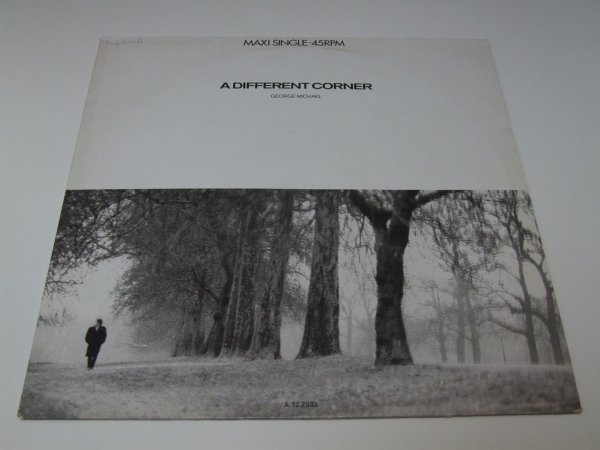 MAXI SINGLE-45RPM
A DIFFERENT CORNER
GEORGE MICHAEL
A 12.7033